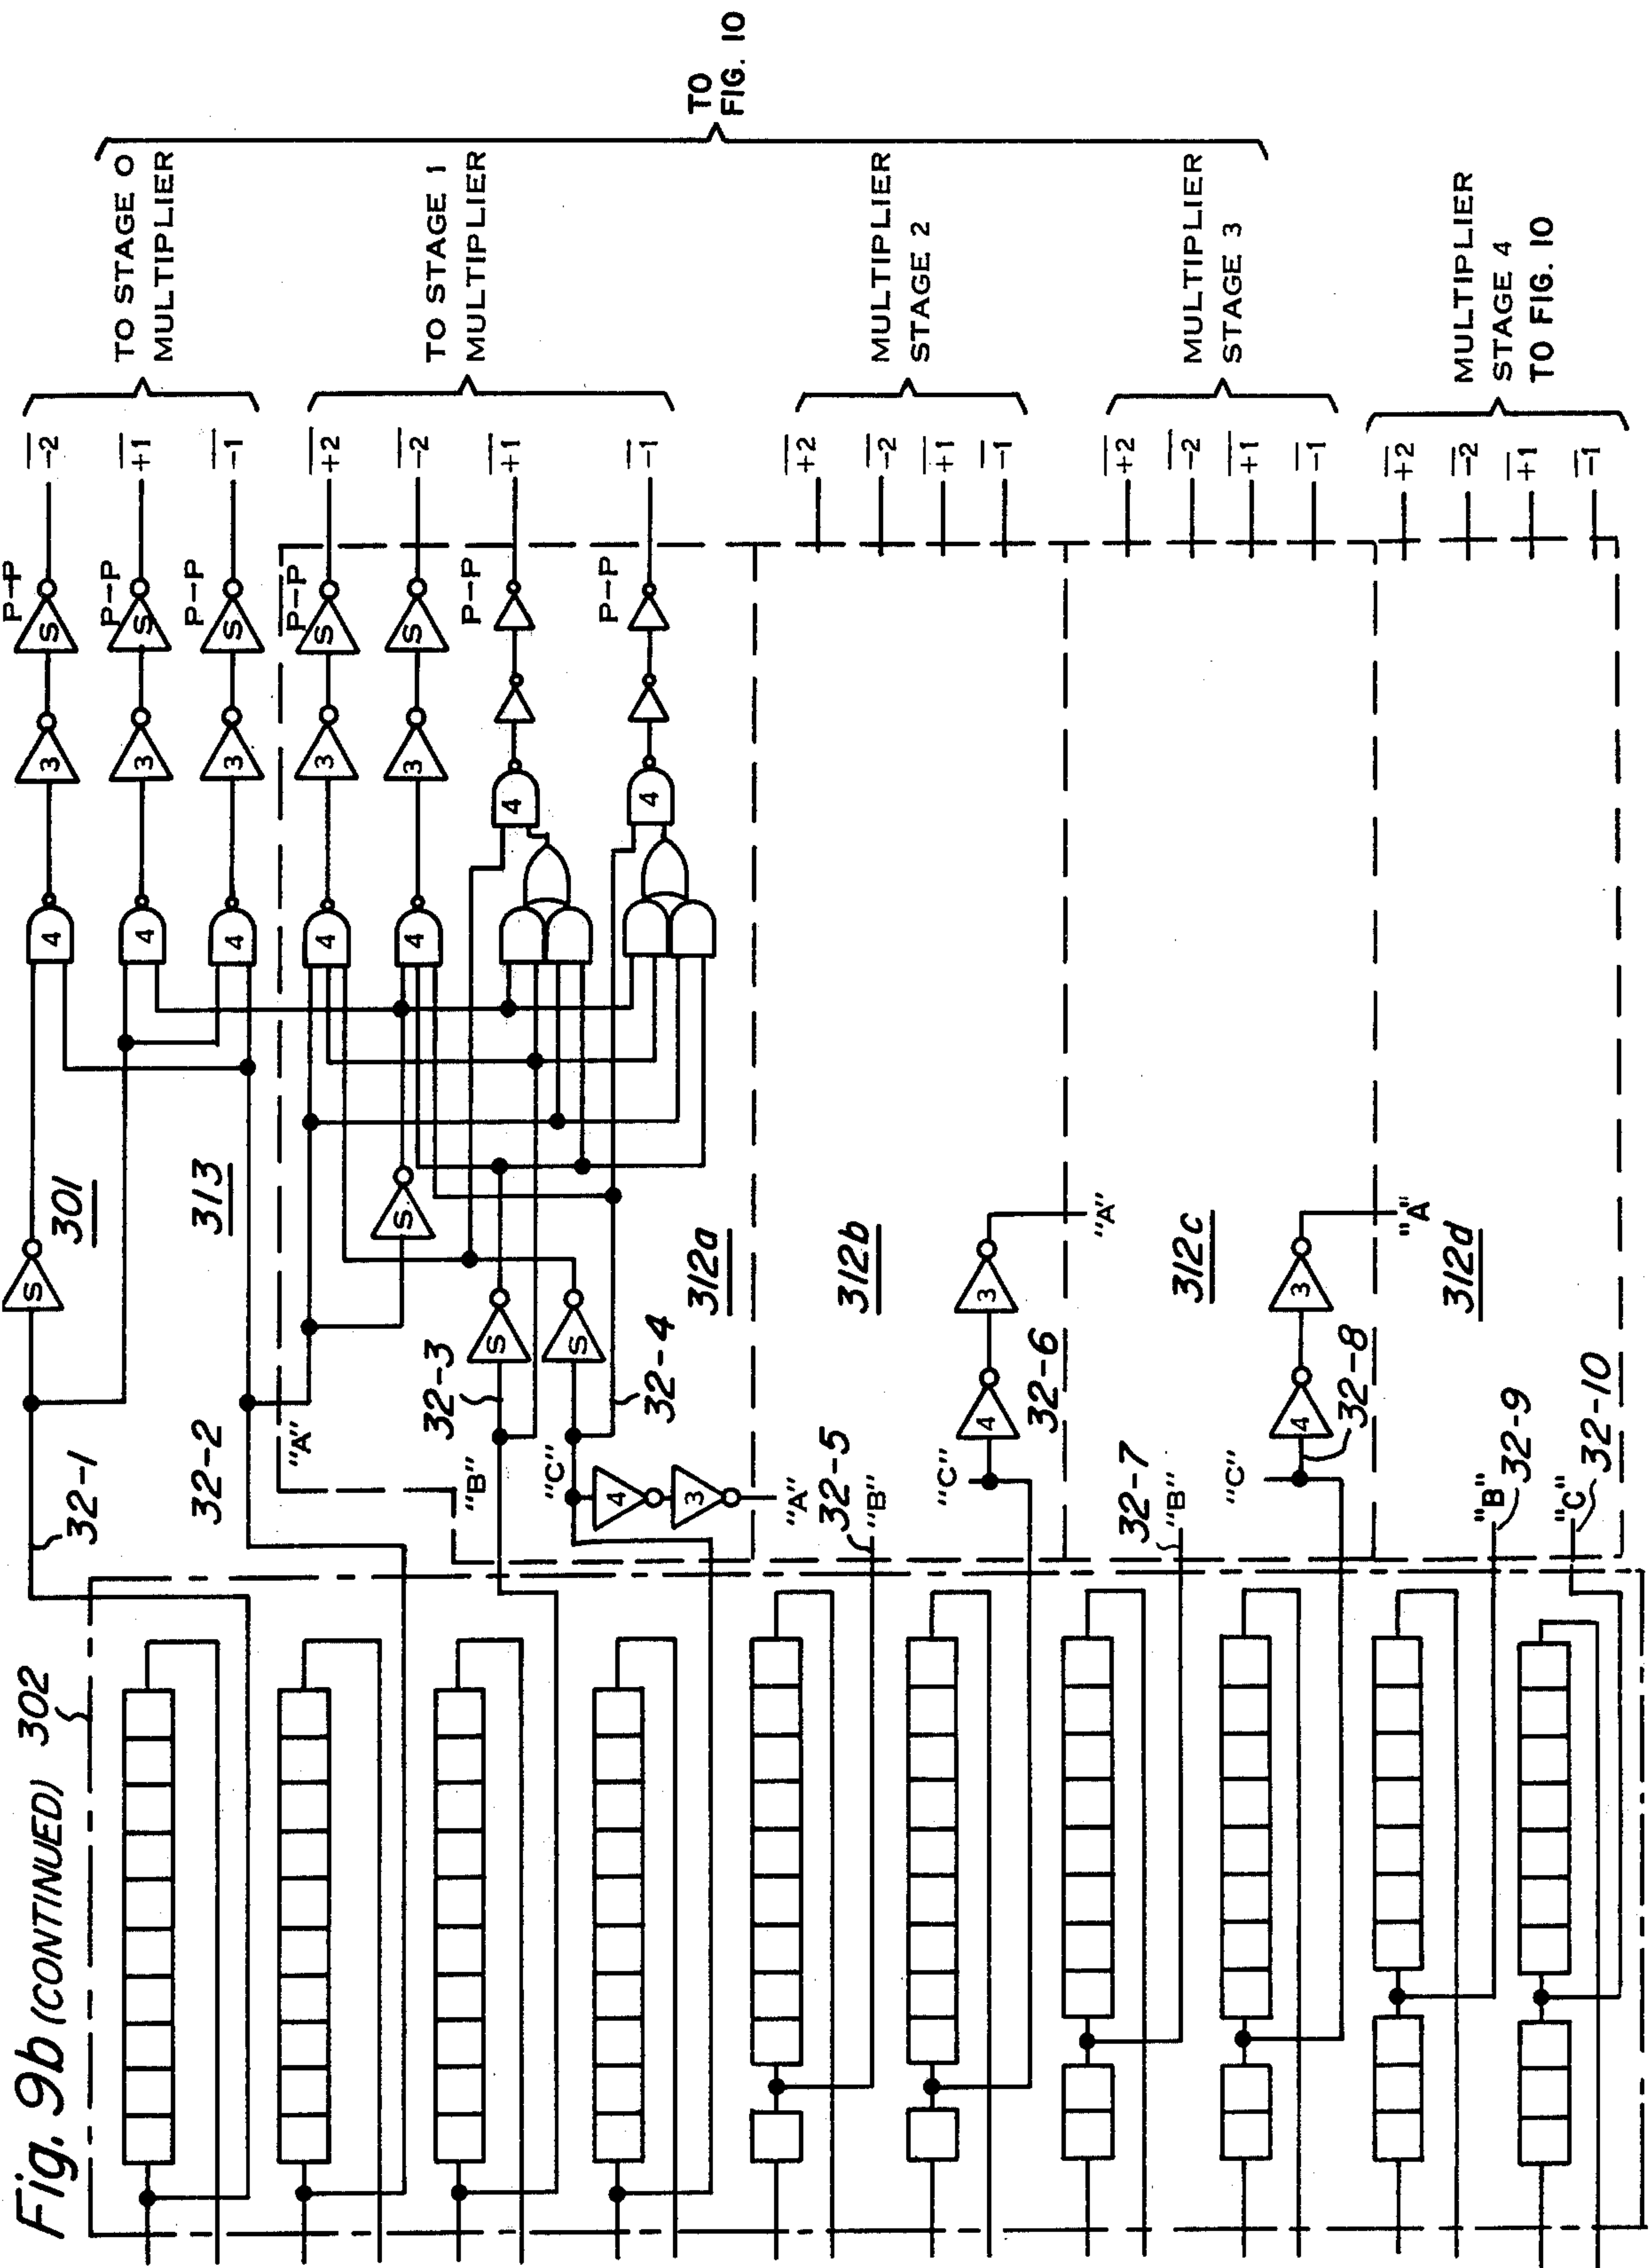 Fig. 9b (CONTINUED) 302
32-1
301
S
4
3
P-P
S
-2
TO STAGE 0
MULTIPLIER
4
3
P-P
S
+1
32-2
313
4
3
P-P
S
-1
"A"
4
3
P-P
S
+2
TO STAGE 1
MULTIPLIER
S
4
3
S
-2
"B"
32-3
S
4
P-P
+1
"C"
S
32-4
4
P-P
-1
4
3
"A"
312a
TO
FIG. 10
32-5
"B"
312b
+2
-2
+1
-1
MULTIPLIER
STAGE 2
"C"
4
3
32-6
"A"
32-7
"B"
312c
+2
-2
+1
-1
MULTIPLIER
STAGE 3
"C"
4
3
32-8
"A"
312d
"B"
32-9
"C"
32-10
+2
-2
+1
-1
MULTIPLIER
STAGE 4
TO FIG. 10